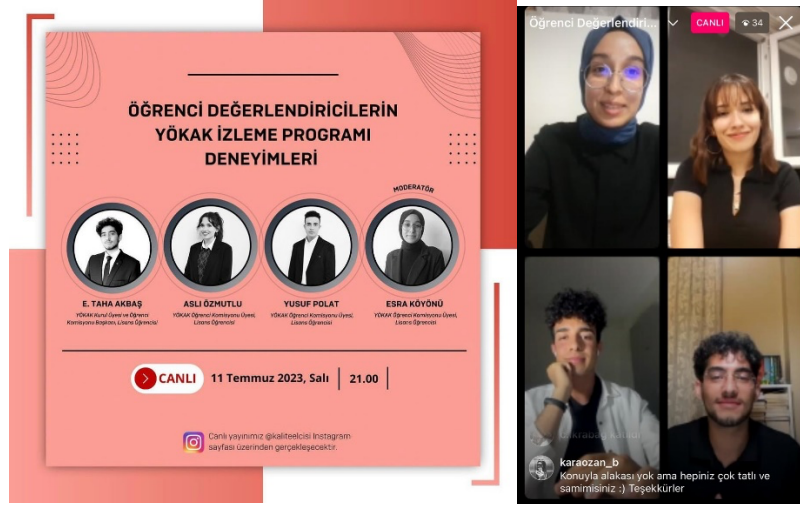 ÖĞRENCİ DEĞERLENDİRİCİLERİN
YÖKAK İZLEME PROGRAMI
DENEYİMLERİ
MODERATÖR
E. TAHA AKBAŞ
YÖKAK Kurul Üyesi ve Öğrenci
Komisyonu Başkanı, Lisans Öğrencisi
ASLI ÖZMUTLU
YÖKAK Öğrenci Komisyonu Üyesi,
Lisans Öğrencisi
YUSUF POLAT
YÖKAK Öğrenci Komisyonu Üyesi,
Lisans Öğrencisi
ESRA KÖYÖNÜ
YÖKAK Öğrenci Komisyonu Üyesi,
Lisans Öğrencisi
CANLI
11 Temmuz 2023, Salı
21.00
Canlı yayınımız @kaliteelcisi Instagram
sayfası üzerinden gerçekleşecektir.
Öğrenci Değerlendiri...
CANLI
34
karaozan_b
Konuyla alakası yok ama hepiniz çok tatlı ve
samimisiniz :) Teşekkürler